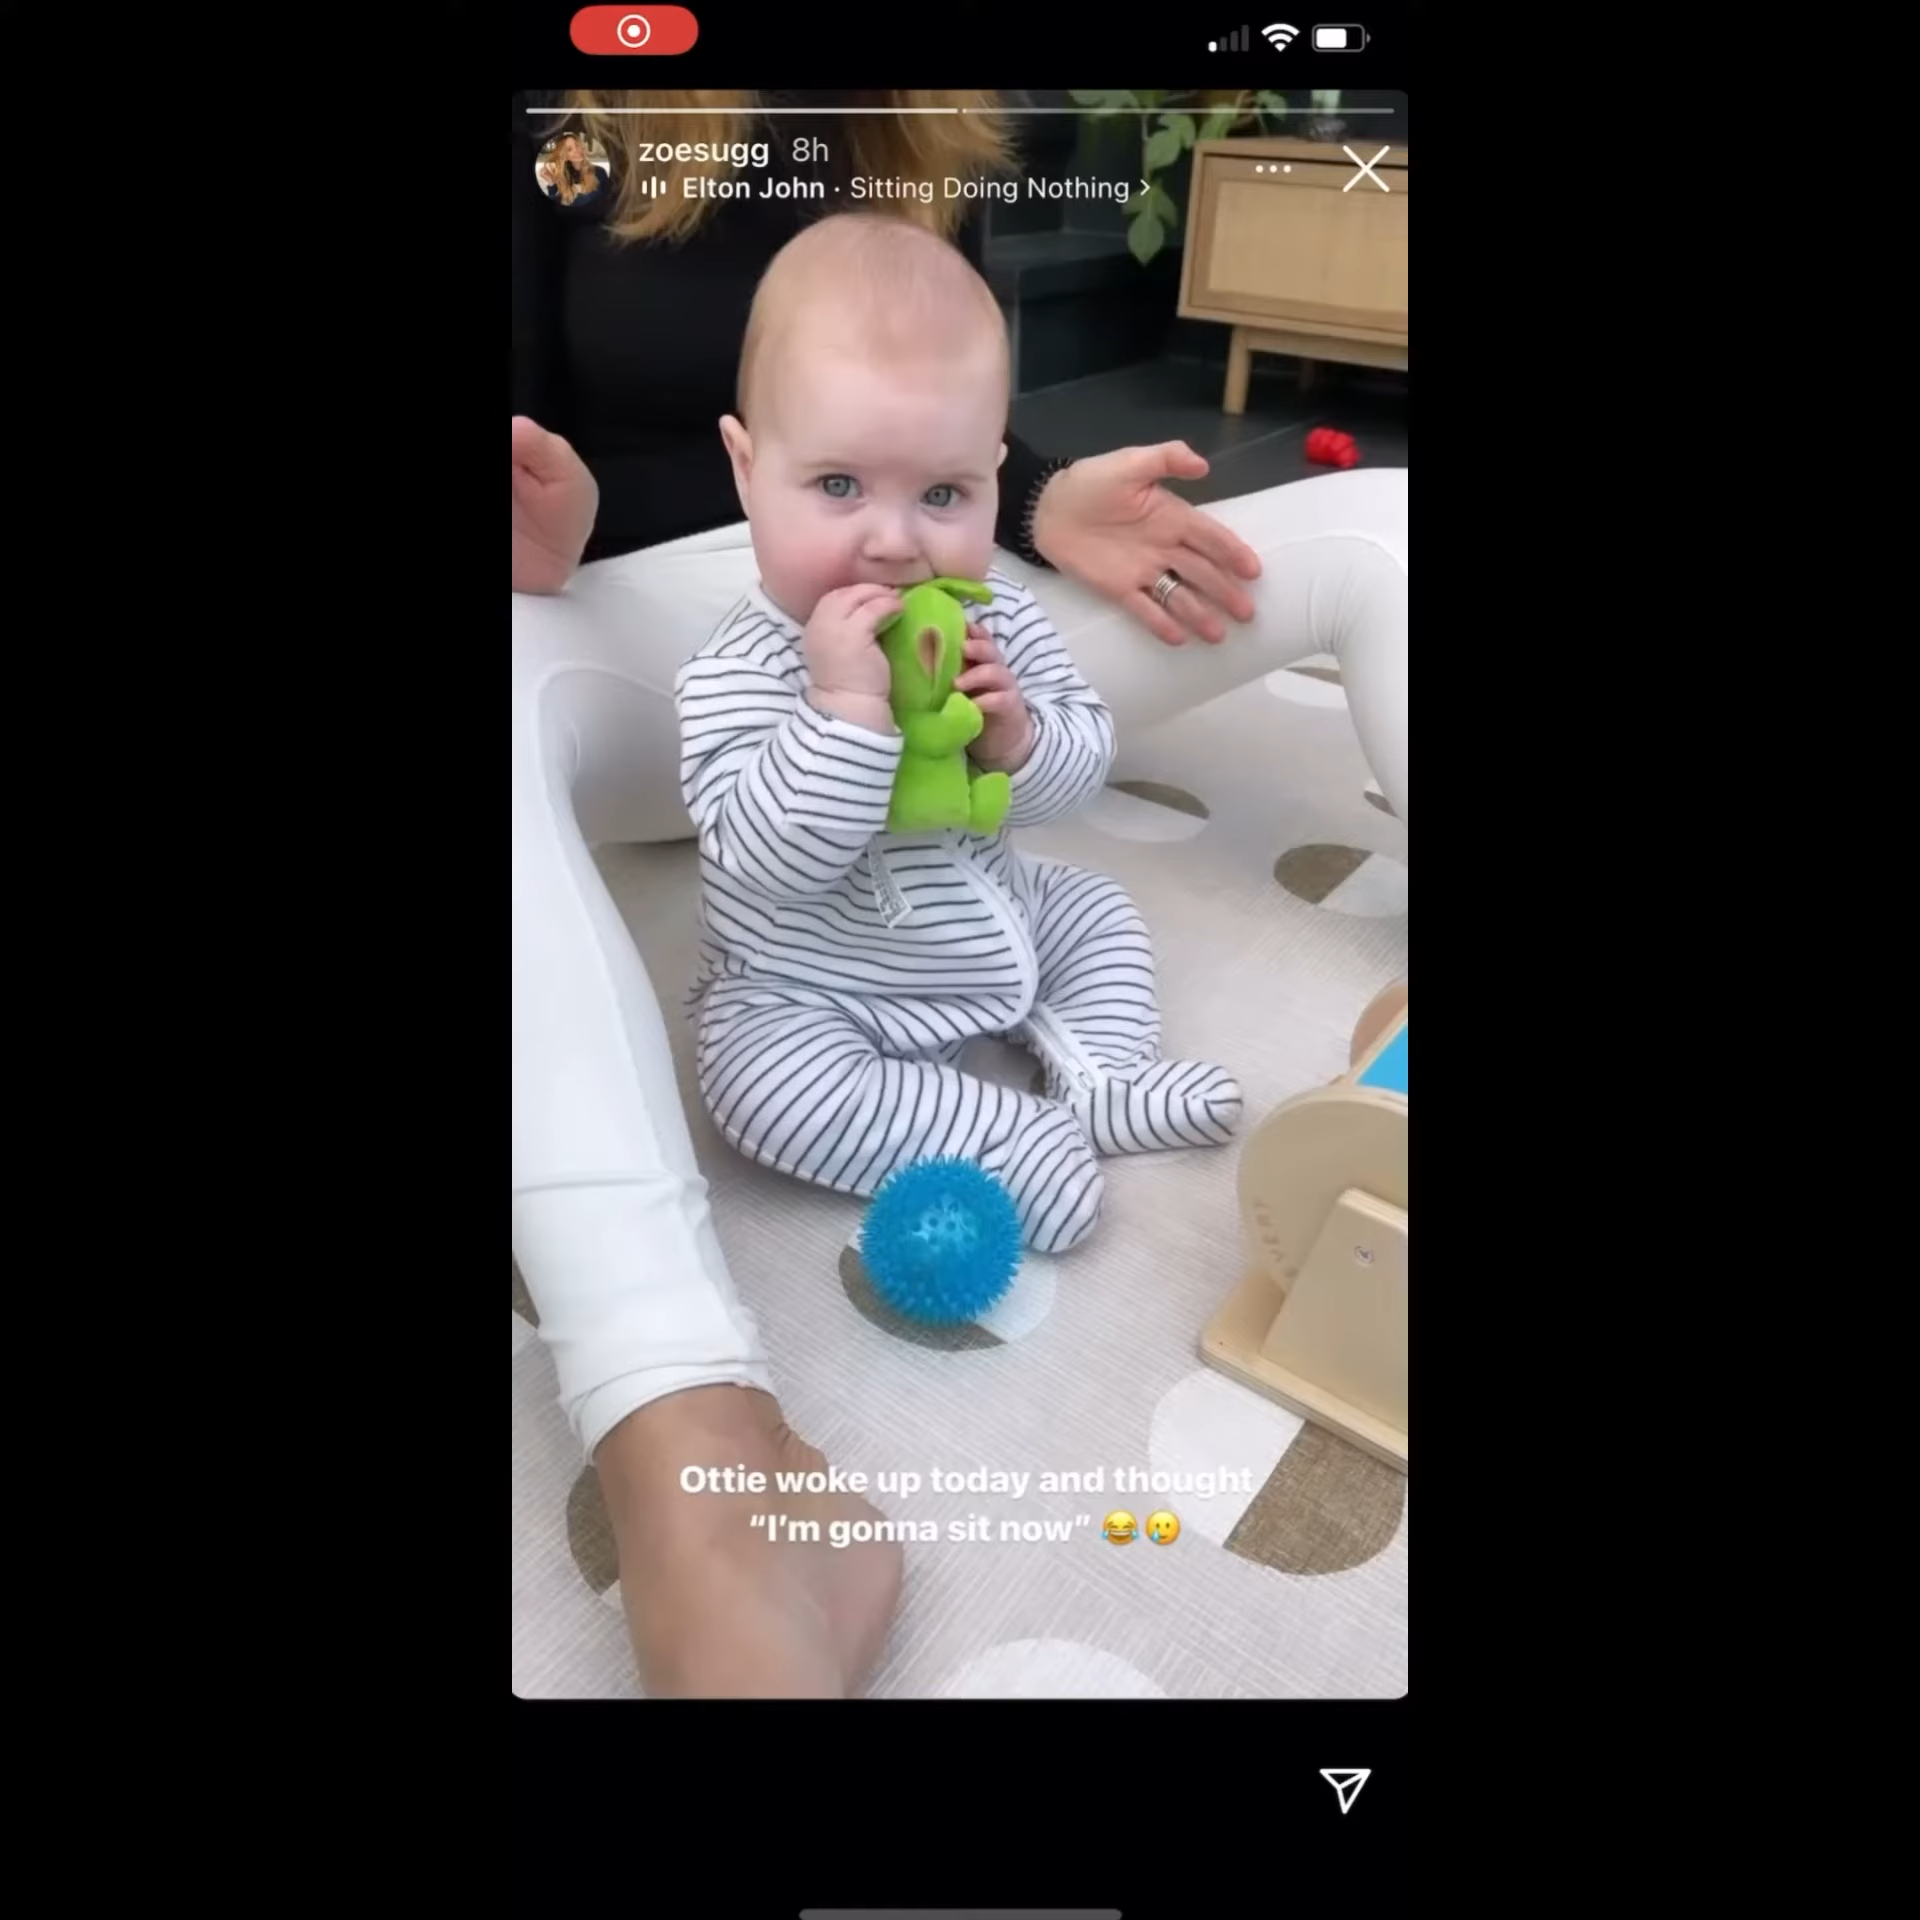 zoesugg 8h
Elton John · Sitting Doing Nothing >
Ottie woke up today and thought
“I’m gonna sit now” 😂🥲